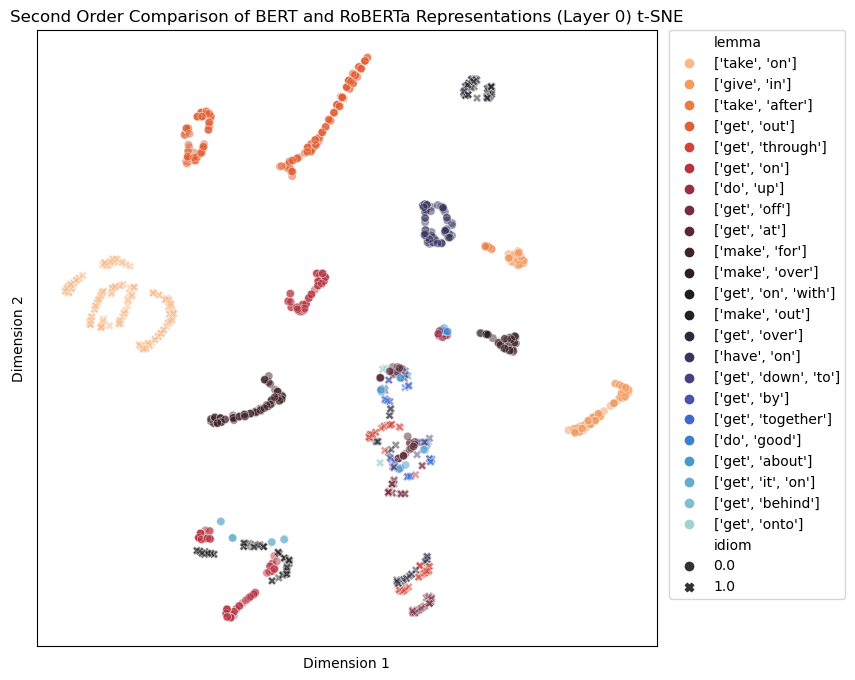 Second Order Comparison of BERT and RoBERTa Representations (Layer 0) t-SNE
Dimension 2
Dimension 1
lemma
['take', 'on']
['give', 'in']
['take', 'after']
['get', 'out']
['get', 'through']
['get', 'on']
['do', 'up']
['get', 'off']
['get', 'at']
['make', 'for']
['make', 'over']
['get', 'on', 'with']
['make', 'out']
['get', 'over']
['have', 'on']
['get', 'down', 'to']
['get', 'by']
['get', 'together']
['do', 'good']
['get', 'about']
['get', 'it', 'on']
['get', 'behind']
['get', 'onto']
idiom
0.0
1.0